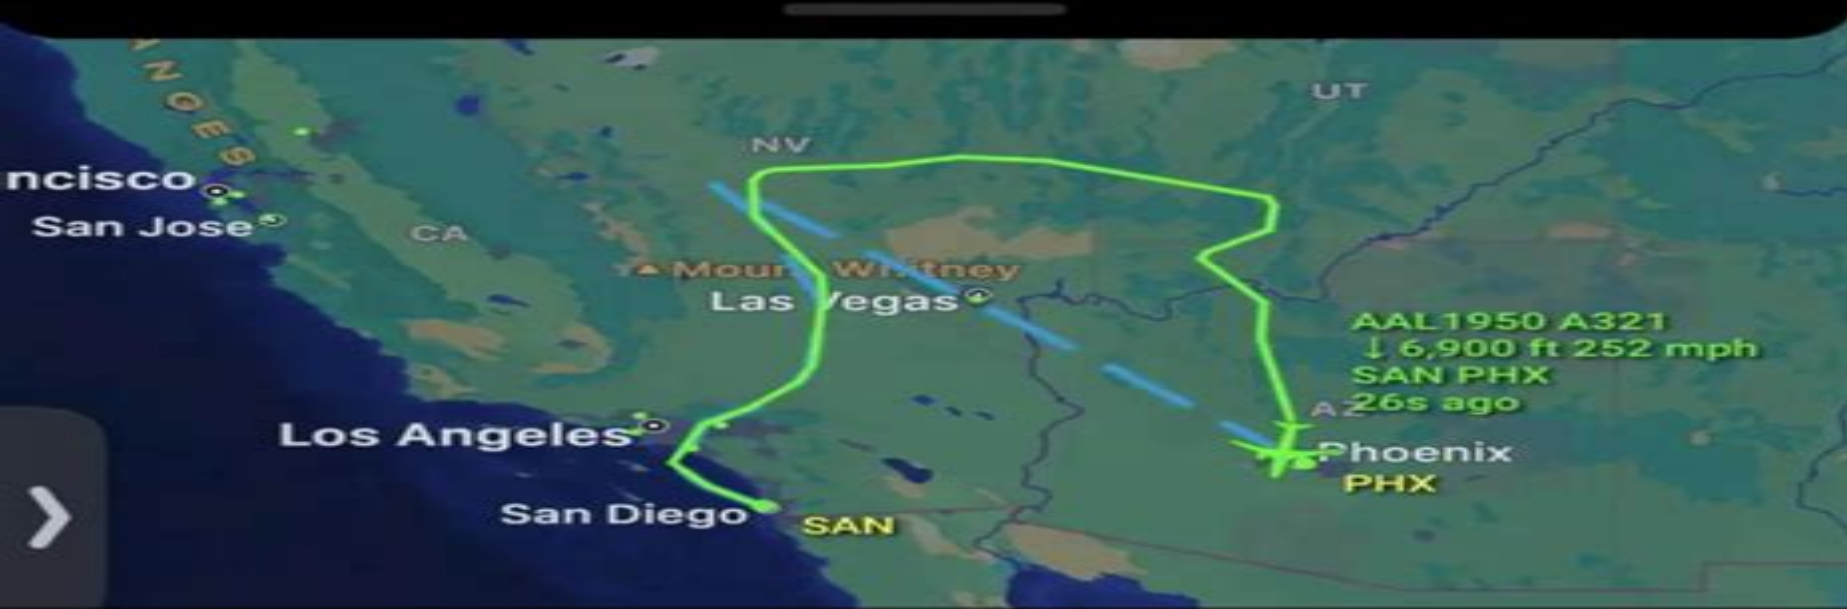 ANGES
NV
UT
ncisco
San Jose
CA
Mount Whitney
Las Vegas
AAL1950 A321
↓ 6,900 ft 252 mph
SAN PHX
26s ago
AZ
Los Angeles
Phoenix
PHX
San Diego
SAN